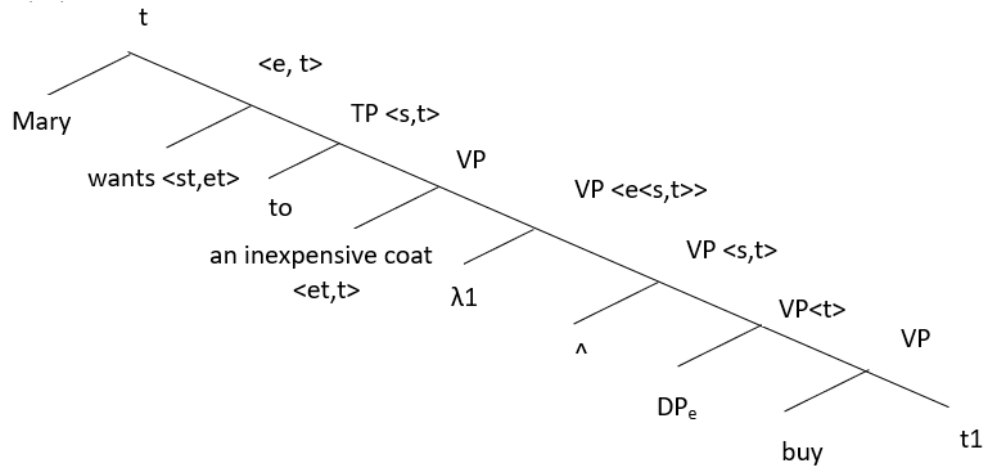 t
<e, t>
Mary
TP <s,t>
wants <st,et>
VP
to
VP <e<s,t>>
an inexpensive coat
<et,t>
λ1
VP <s,t>
^
VP<t>
DPe
VP
buy
t1